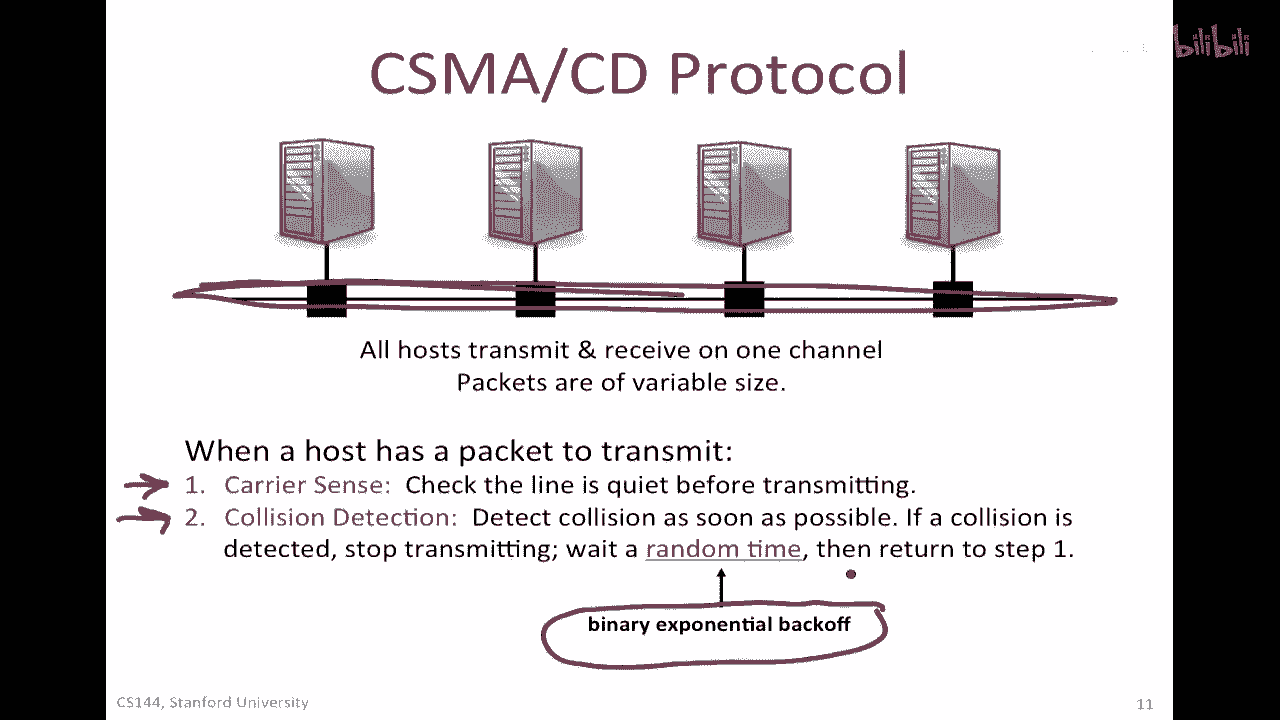 bilibili
CSMA/CD Protocol
All hosts transmit & receive on one channel
Packets are of variable size.
When a host has a packet to transmit:
1. Carrier Sense: Check the line is quiet before transmitting.
2. Collision Detection: Detect collision as soon as possible. If a collision is
detected, stop transmitting; wait a random time, then return to step 1.
binary exponential backoff
CS144, Stanford University
11